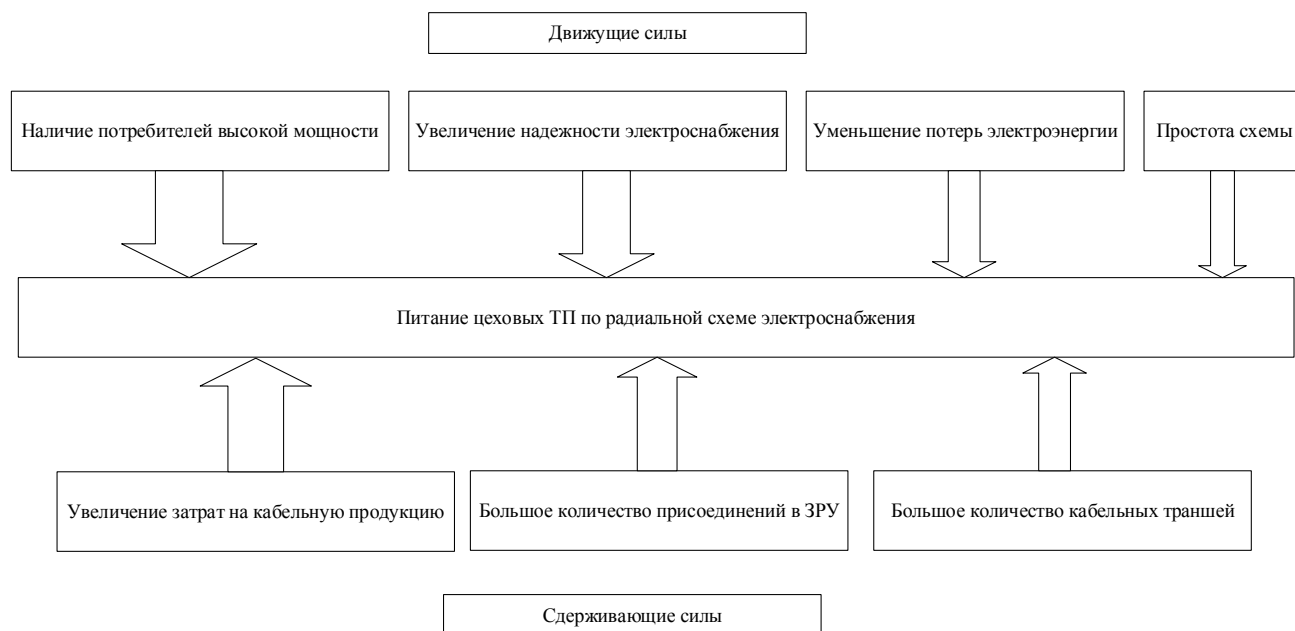 Движущие силы
Наличие потребителей высокой мощности
Увеличение надежности электроснабжения
Уменьшение потерь электроэнергии
Простота схемы
Питание цеховых ТП по радиальной схеме электроснабжения
Увеличение затрат на кабельную продукцию
Большое количество присоединений в ЗРУ
Большое количество кабельных траншей
Сдерживающие силы